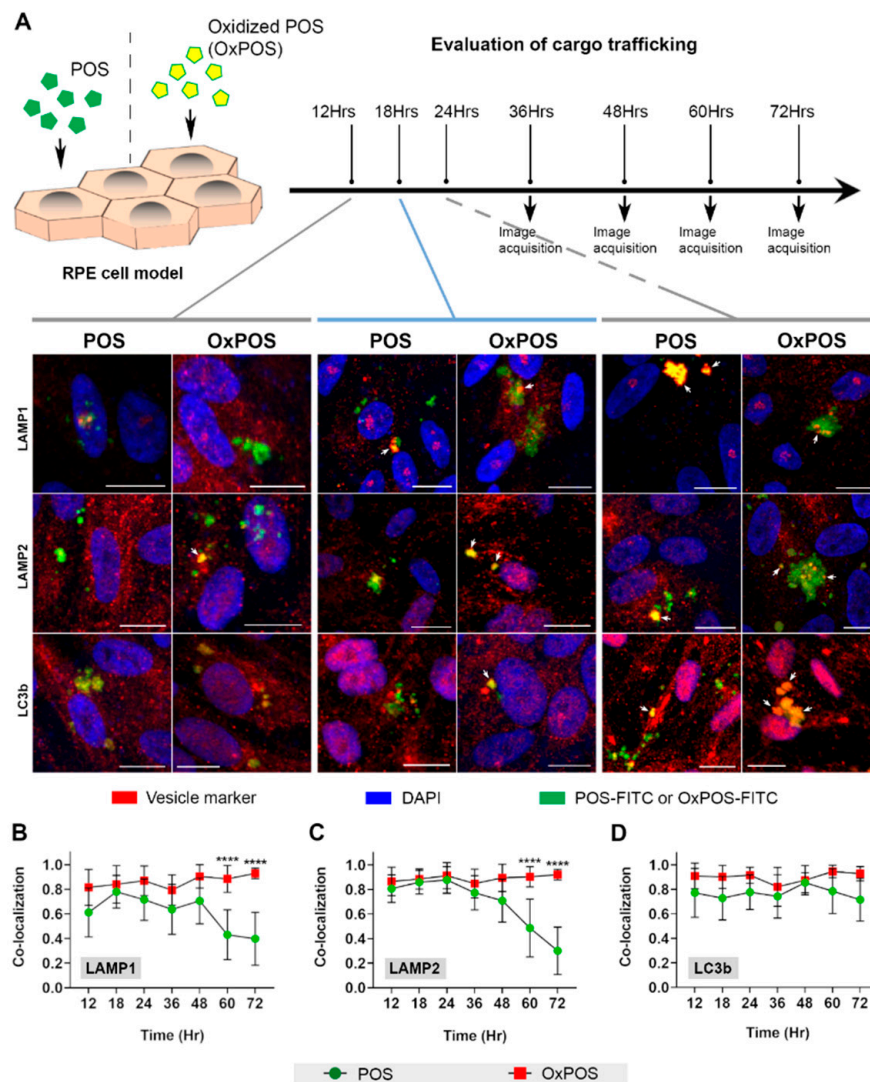 A
POS
Oxidized POS
(OxPOS)
RPE cell model
Evaluation of cargo trafficking
12Hrs 18Hrs 24Hrs 36Hrs 48Hrs 60Hrs 72Hrs
Image acquisition Image acquisition Image acquisition Image acquisition
POS OxPOS POS OxPOS POS OxPOS
LAMP1
LAMP2
LC3b
Vesicle marker DAPI POS-FITC or OxPOS-FITC
B
Co-localization
1.0
0.8
0.6
0.4
0.2
0.0
**** ****
LAMP1
12 18 24 36 48 60 72
Time (Hr)
C
Co-localization
1.0
0.8
0.6
0.4
0.2
0.0
**** ****
LAMP2
12 18 24 36 48 60 72
Time (Hr)
D
Co-localization
1.0
0.8
0.6
0.4
0.2
0.0
LC3b
12 18 24 36 48 60 72
Time (Hr)
POS OxPOS